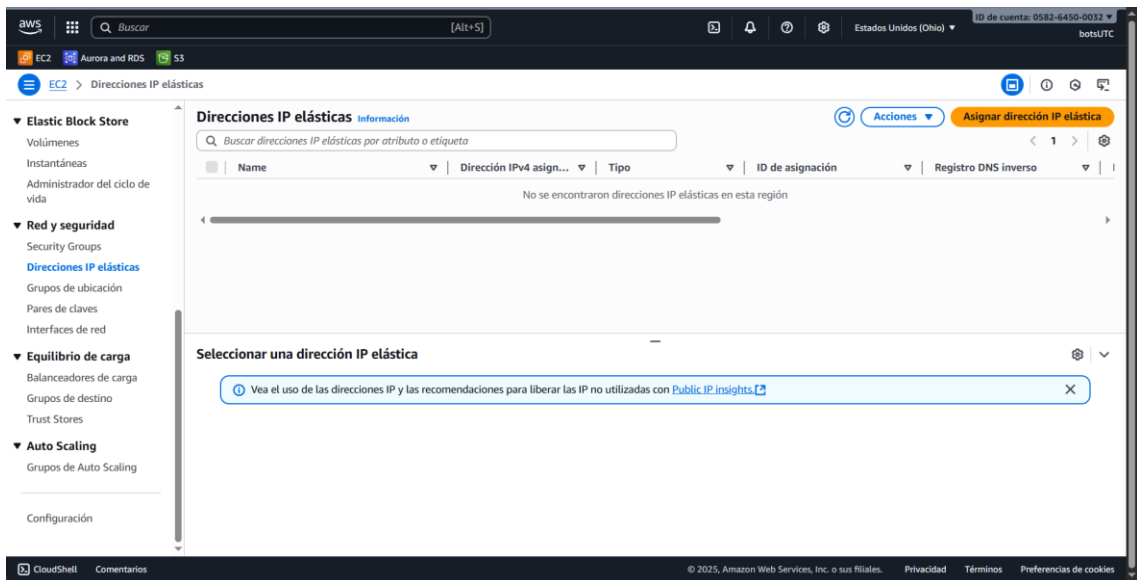 aws
Buscar [Alt+S]
Estados Unidos (Ohio)
ID de cuenta: 0582-6450-0032
botsUTC
EC2 Aurora and RDS S3
EC2 > Direcciones IP elásticas
Elastic Block Store
Volúmenes
Instantáneas
Administrador del ciclo de
vida
Red y seguridad
Security Groups
Direcciones IP elásticas
Grupos de ubicación
Pares de claves
Interfaces de red
Equilibrio de carga
Balanceadores de carga
Grupos de destino
Trust Stores
Auto Scaling
Grupos de Auto Scaling
Configuración
Direcciones IP elásticas Información
Acciones
Asignar dirección IP elástica
Buscar direcciones IP elásticas por atributo o etiqueta
1
Name Dirección IPv4 asign... Tipo ID de asignación Registro DNS inverso
No se encontraron direcciones IP elásticas en esta región
Seleccionar una dirección IP elástica
Vea el uso de las direcciones IP y las recomendaciones para liberar las IP no utilizadas con Public IP insights.
CloudShell Comentarios © 2025, Amazon Web Services, Inc. o sus filiales. Privacidad Términos Preferencias de cookies